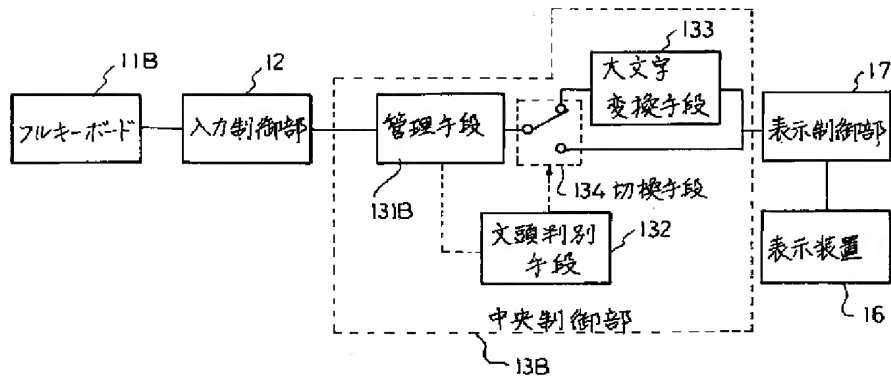 11B
フルキーボード
12
入力制御部
管理手段
131B
133
大文字
変換手段
134 切換手段
文頭判別
手段
132
中央制御部
13B
17
表示制御部
表示装置
16